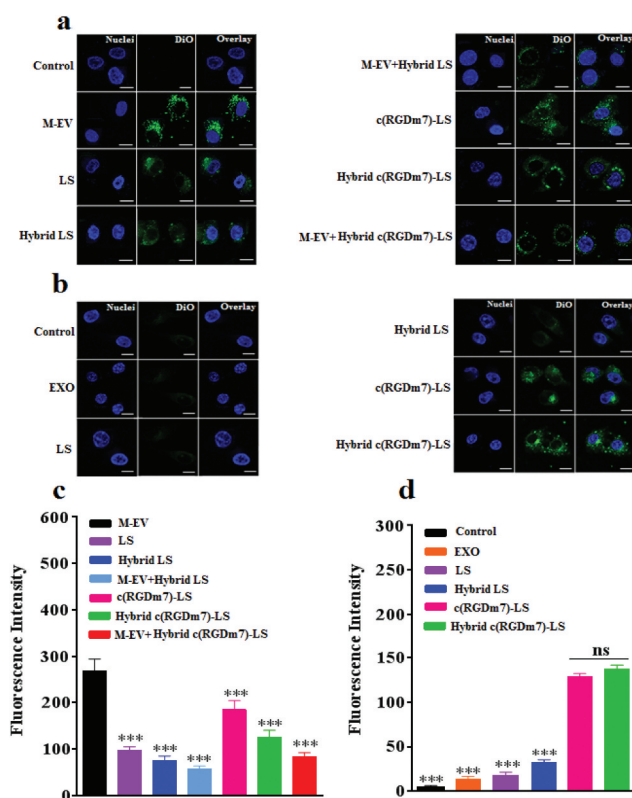 a
Nuclei DiO Overlay
Control
M-EV
LS
Hybrid LS
Nuclei DiO Overlay
M-EV+Hybrid LS
c(RGDm7)-LS
Hybrid c(RGDm7)-LS
M-EV+Hybrid c(RGDm7)-LS
b
Nuclei DiO Overlay
Control
EXO
LS
Nuclei DiO Overlay
Hybrid LS
c(RGDm7)-LS
Hybrid c(RGDm7)-LS
c
Fluorescence Intensity
600
500
400
300
200
100
0
M-EV
LS
Hybrid LS
M-EV+Hybrid LS
c(RGDm7)-LS
Hybrid c(RGDm7)-LS
M-EV+Hybrid c(RGDm7)-LS
*** *** *** *** *** ***
d
Fluorescence Intensity
300
250
200
150
100
50
0
Control
EXO
LS
Hybrid LS
c(RGDm7)-LS
Hybrid c(RGDm7)-LS
ns
*** *** *** ***